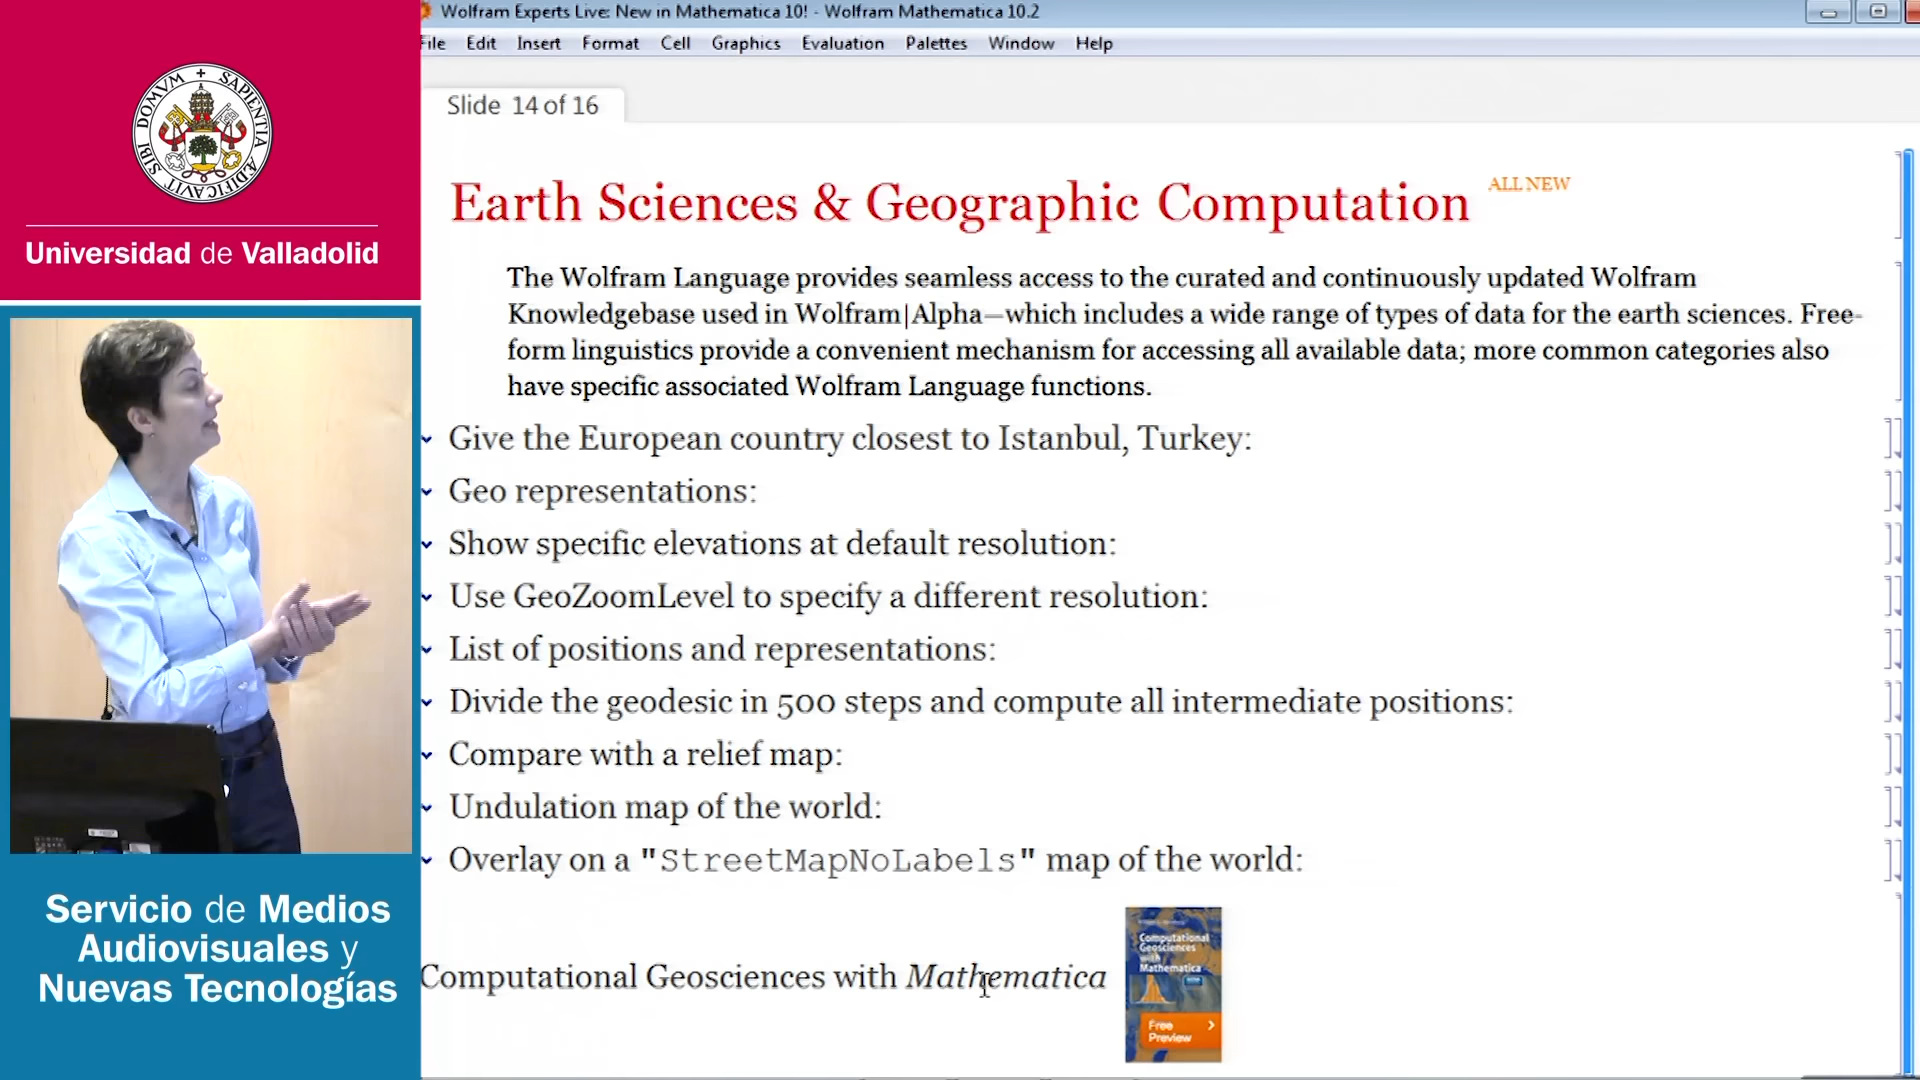 Wolfram Experts Live: New in Mathematica 10! - Wolfram Mathematica 10.2
File Edit Insert Format Cell Graphics Evaluation Palettes Window Help
Slide 14 of 16
SIBI DOMVM SAPIENTIA ÆDIFICAVIT
Universidad de Valladolid
Earth Sciences & Geographic Computation ALL NEW
The Wolfram Language provides seamless access to the curated and continuously updated Wolfram
Knowledgebase used in Wolfram|Alpha—which includes a wide range of types of data for the earth sciences. Free-
form linguistics provide a convenient mechanism for accessing all available data; more common categories also
have specific associated Wolfram Language functions.
Give the European country closest to Istanbul, Turkey:
Geo representations:
Show specific elevations at default resolution:
Use GeoZoomLevel to specify a different resolution:
List of positions and representations:
Divide the geodesic in 500 steps and compute all intermediate positions:
Compare with a relief map:
Undulation map of the world:
Overlay on a "StreetMapNoLabels" map of the world:
Computational Geosciences with Mathematica
Computational
Geosciences
with
Mathematica
Free
Preview
Servicio de Medios
Audiovisuales y
Nuevas Tecnologías